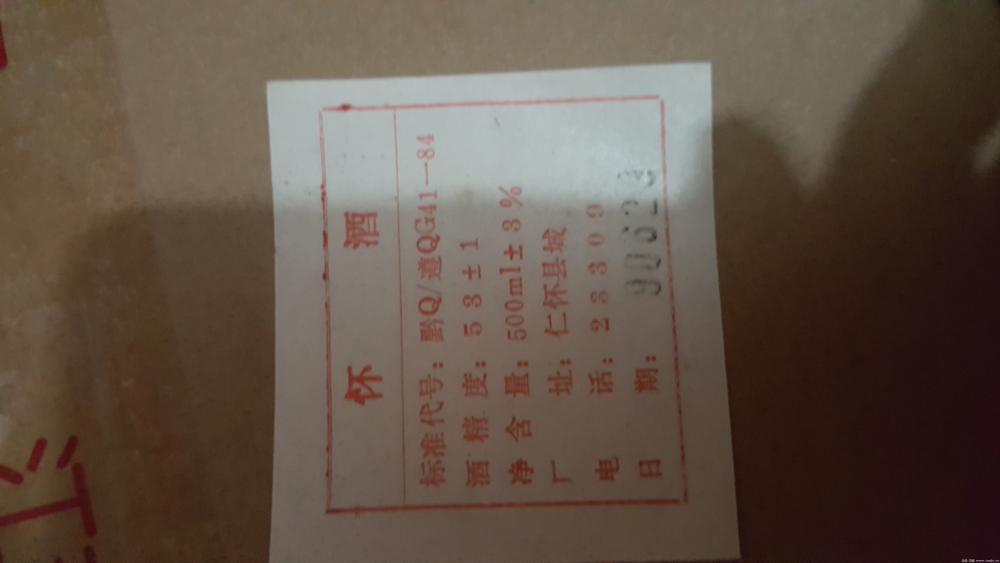 怀 酒
标准代号：黔Q/遵QG41—84
酒精度：53±1
净含量：500ml±3%
厂 址：仁怀县城
电 话：23309
日 期：900623